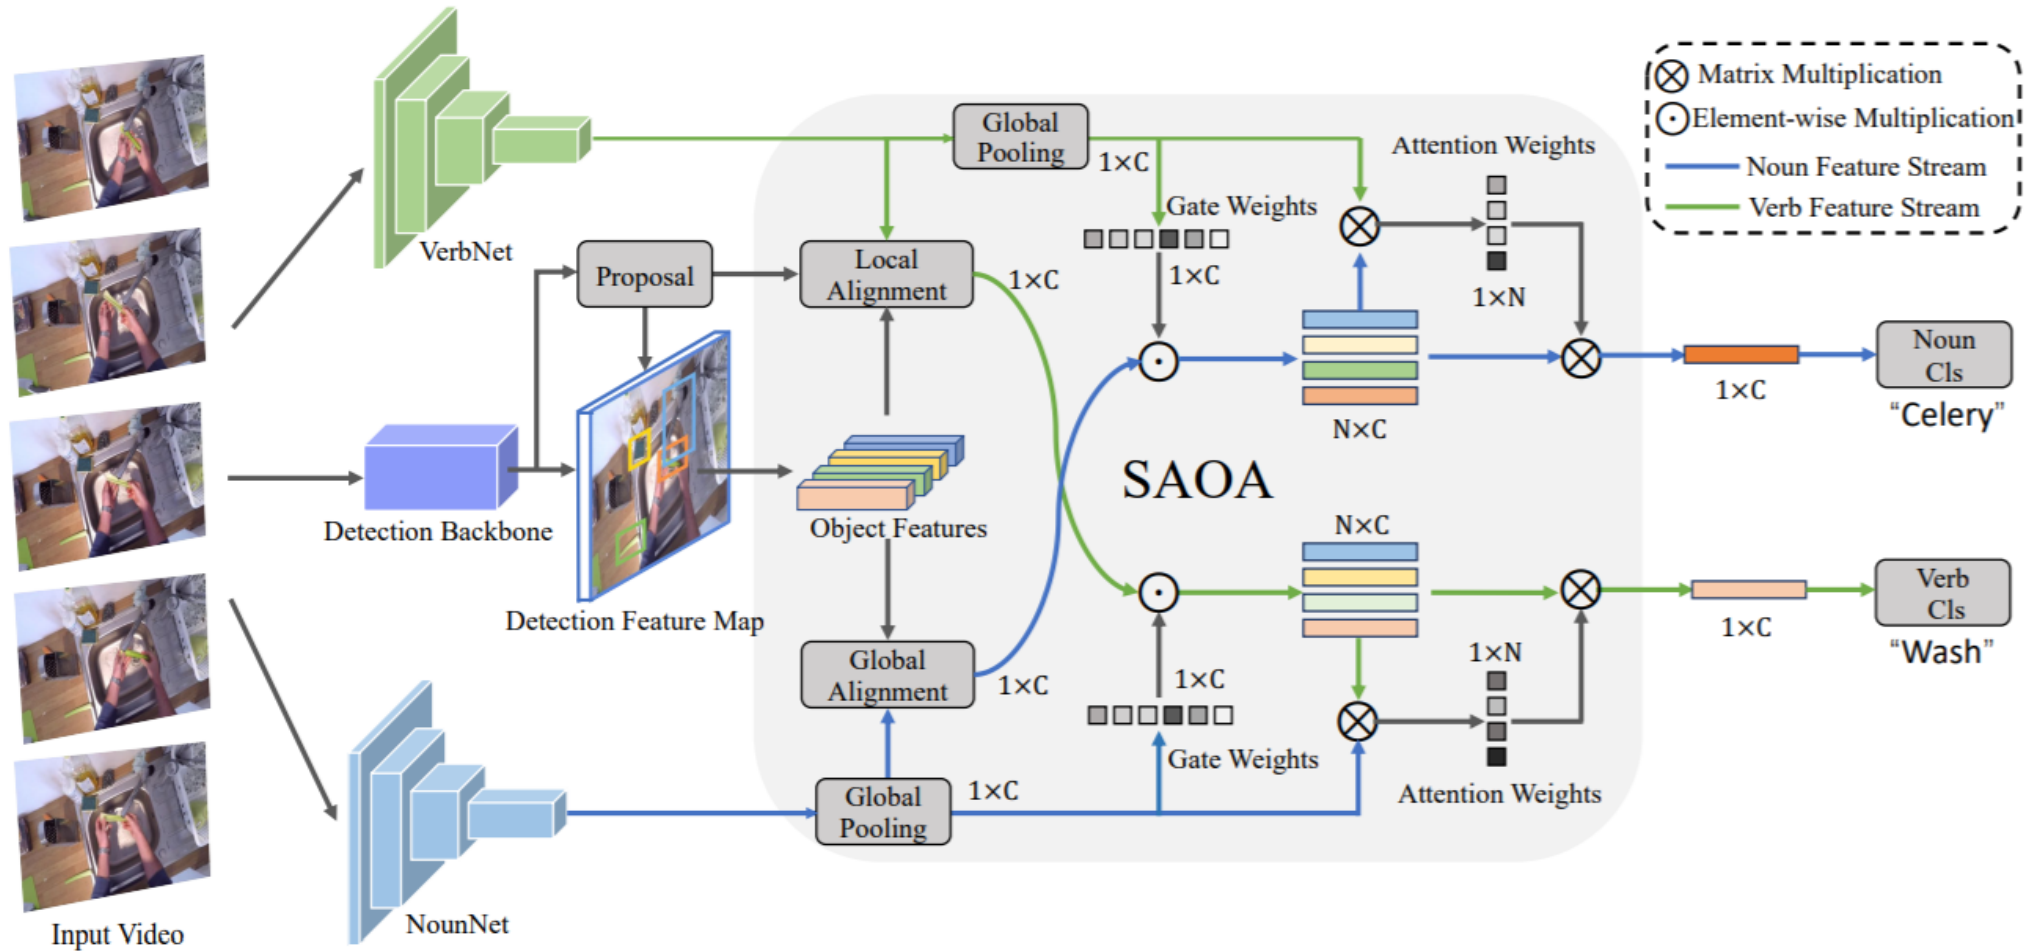 Matrix Multiplication
Element-wise Multiplication
Noun Feature Stream
Verb Feature Stream
Global
Pooling
1×C
Attention Weights
Gate Weights
1×C
1×N
VerbNet
Proposal
Local
Alignment
1×C
N×C
Noun
Cls
1×C
“Celery”
SAOA
Detection Backbone
Object Features
Detection Feature Map
N×C
Verb
Cls
1×C
“Wash”
1×N
Global
Alignment
1×C
1×C
Gate Weights
Attention Weights
Global
Pooling
1×C
NounNet
Input Video